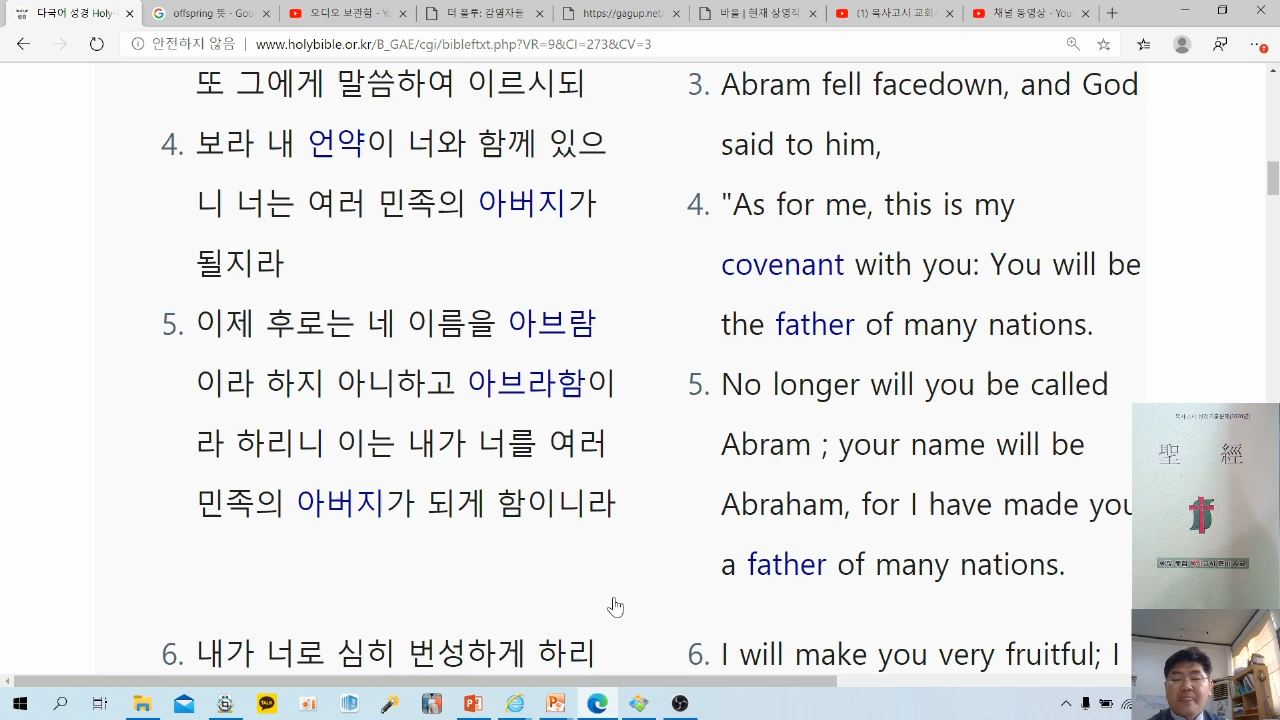 다국어 성경 Holy-
offspring 뜻 - Goo
오디오 보관함 - Yo
더 플루: 감염자들
https://gagup.net/
바울 | 현재 상영작
(1) 목사고시 교회
채널 동영상 - YouT
안전하지 않음
www.holybible.or.kr/B_GAE/cgi/bibleftxt.php?VR=9&CI=273&CV=3
또 그에게 말씀하여 이르시되
4. 보라 내 언약이 너와 함께 있으
니 너는 여러 민족의 아버지가
될지라
5. 이제 후로는 네 이름을 아브람
이라 하지 아니하고 아브라함이
라 하리니 이는 내가 너를 여러
민족의 아버지가 되게 함이니라
6. 내가 너로 심히 번성하게 하리
3. Abram fell facedown, and God
said to him,
4. "As for me, this is my
covenant with you: You will be
the father of many nations.
5. No longer will you be called
Abram ; your name will be
Abraham, for I have made you
a father of many nations.
6. I will make you very fruitful; I
聖 經
TALK